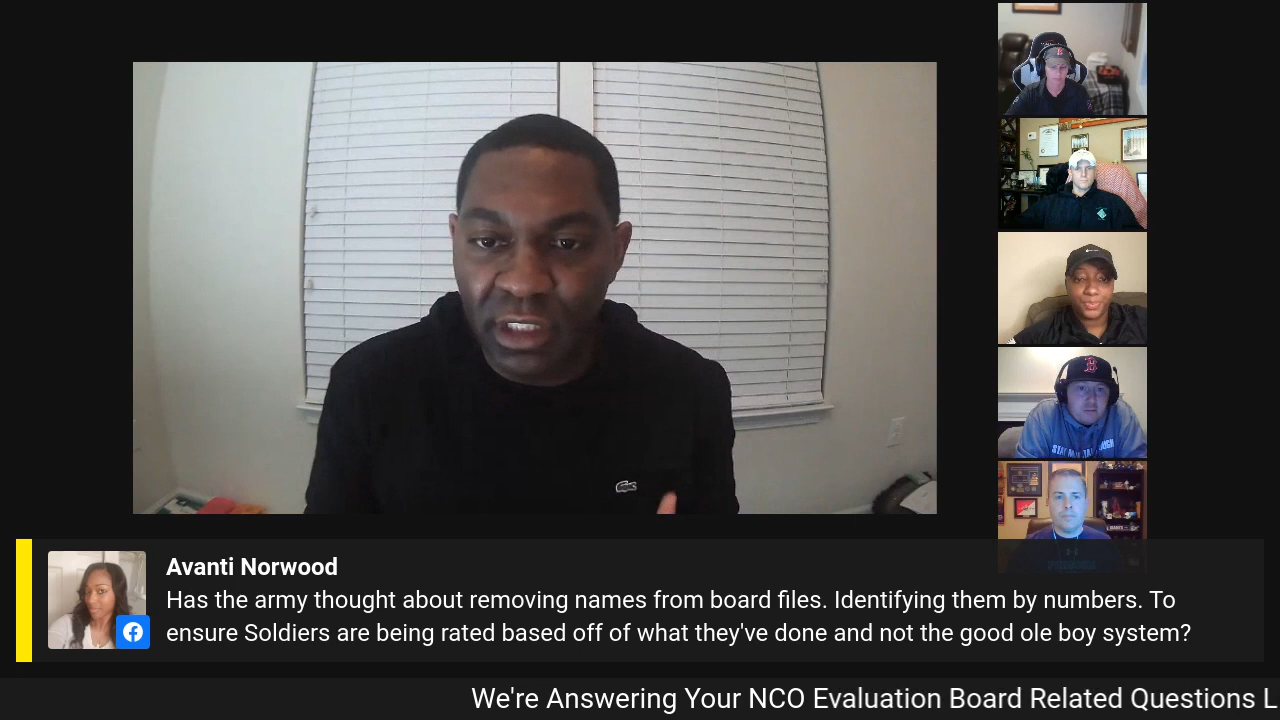 Avanti Norwood
Has the army thought about removing names from board files. Identifying them by numbers. To
ensure Soldiers are being rated based off of what they've done and not the good ole boy system?
We're Answering Your NCO Evaluation Board Related Questions L